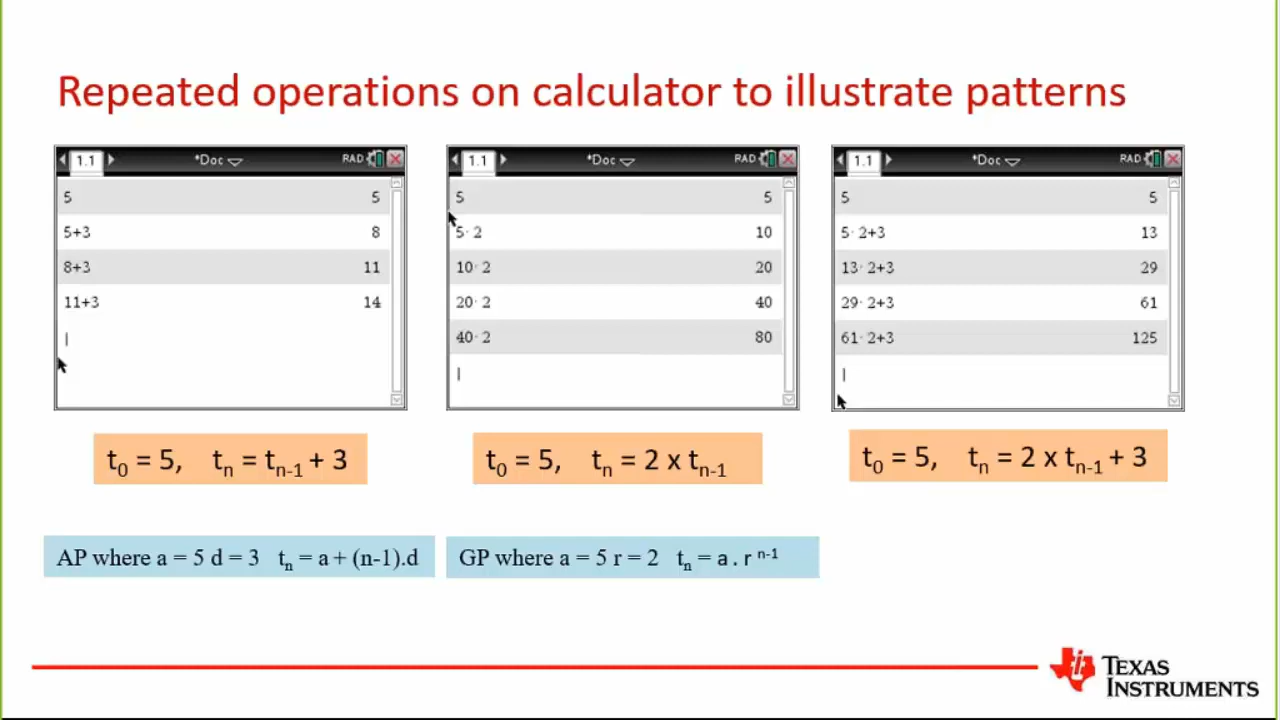 Repeated operations on calculator to illustrate patterns
1.1 *Doc RAD
5 5
5+3 8
8+3 11
11+3 14
1.1 *Doc RAD
5 5
5· 2 10
10· 2 20
20· 2 40
40· 2 80
1.1 *Doc RAD
5 5
5· 2+3 13
13· 2+3 29
29· 2+3 61
61· 2+3 125
t0 = 5, tn = tn-1 + 3
t0 = 5, tn = 2 x tn-1
t0 = 5, tn = 2 x tn-1 + 3
AP where a = 5 d = 3 tn = a + (n-1).d
GP where a = 5 r = 2 tn = a . r n-1
TEXAS
INSTRUMENTS